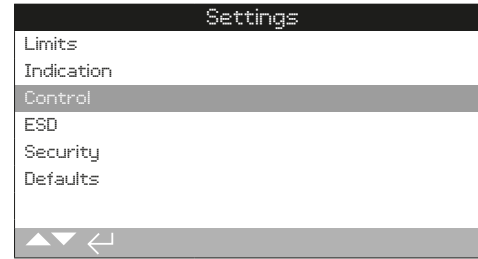 Settings
Limits
Indication
Control
ESD
Security
Defaults